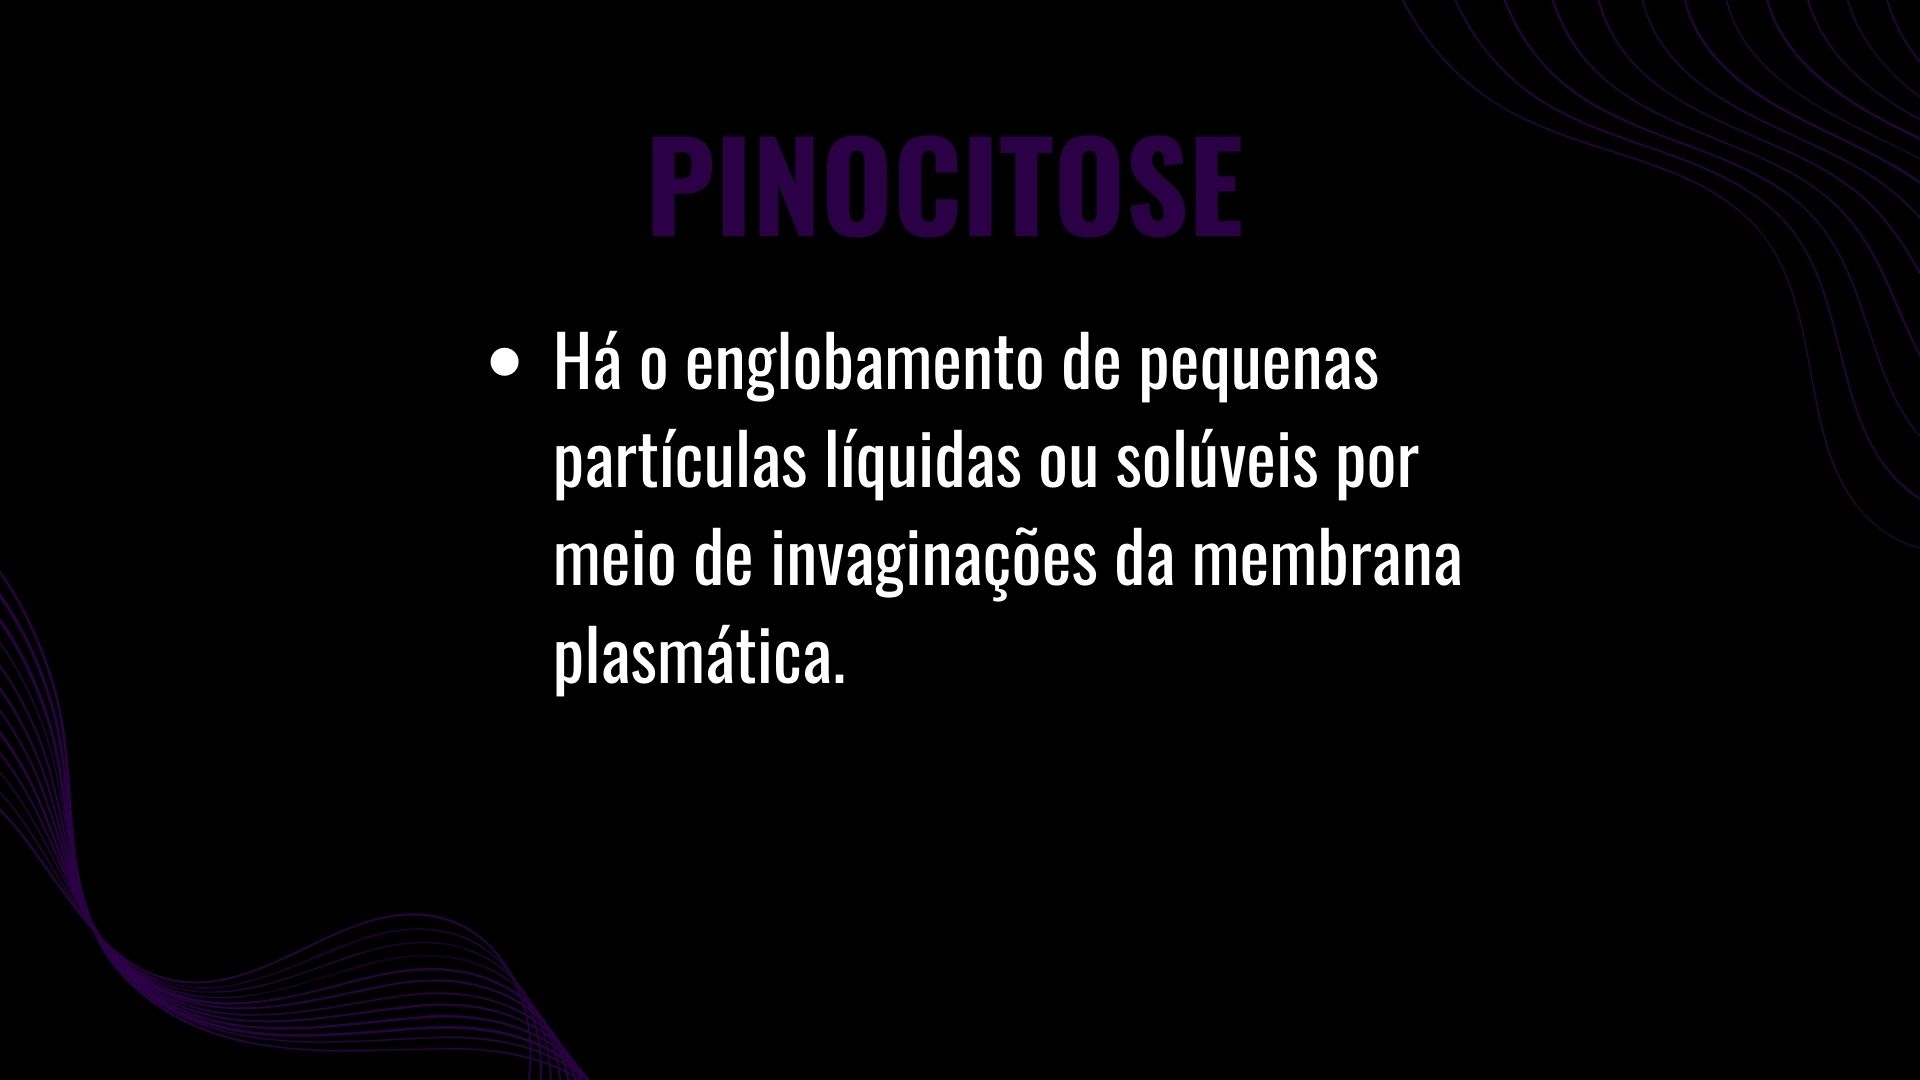 PINOCITOSE
• Há o englobamento de pequenas
partículas líquidas ou solúveis por
meio de invaginações da membrana
plasmática.